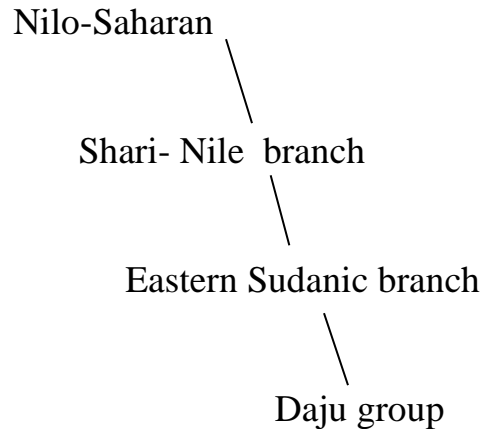 Nilo-Saharan
Shari- Nile  branch
Eastern Sudanic branch
Daju group